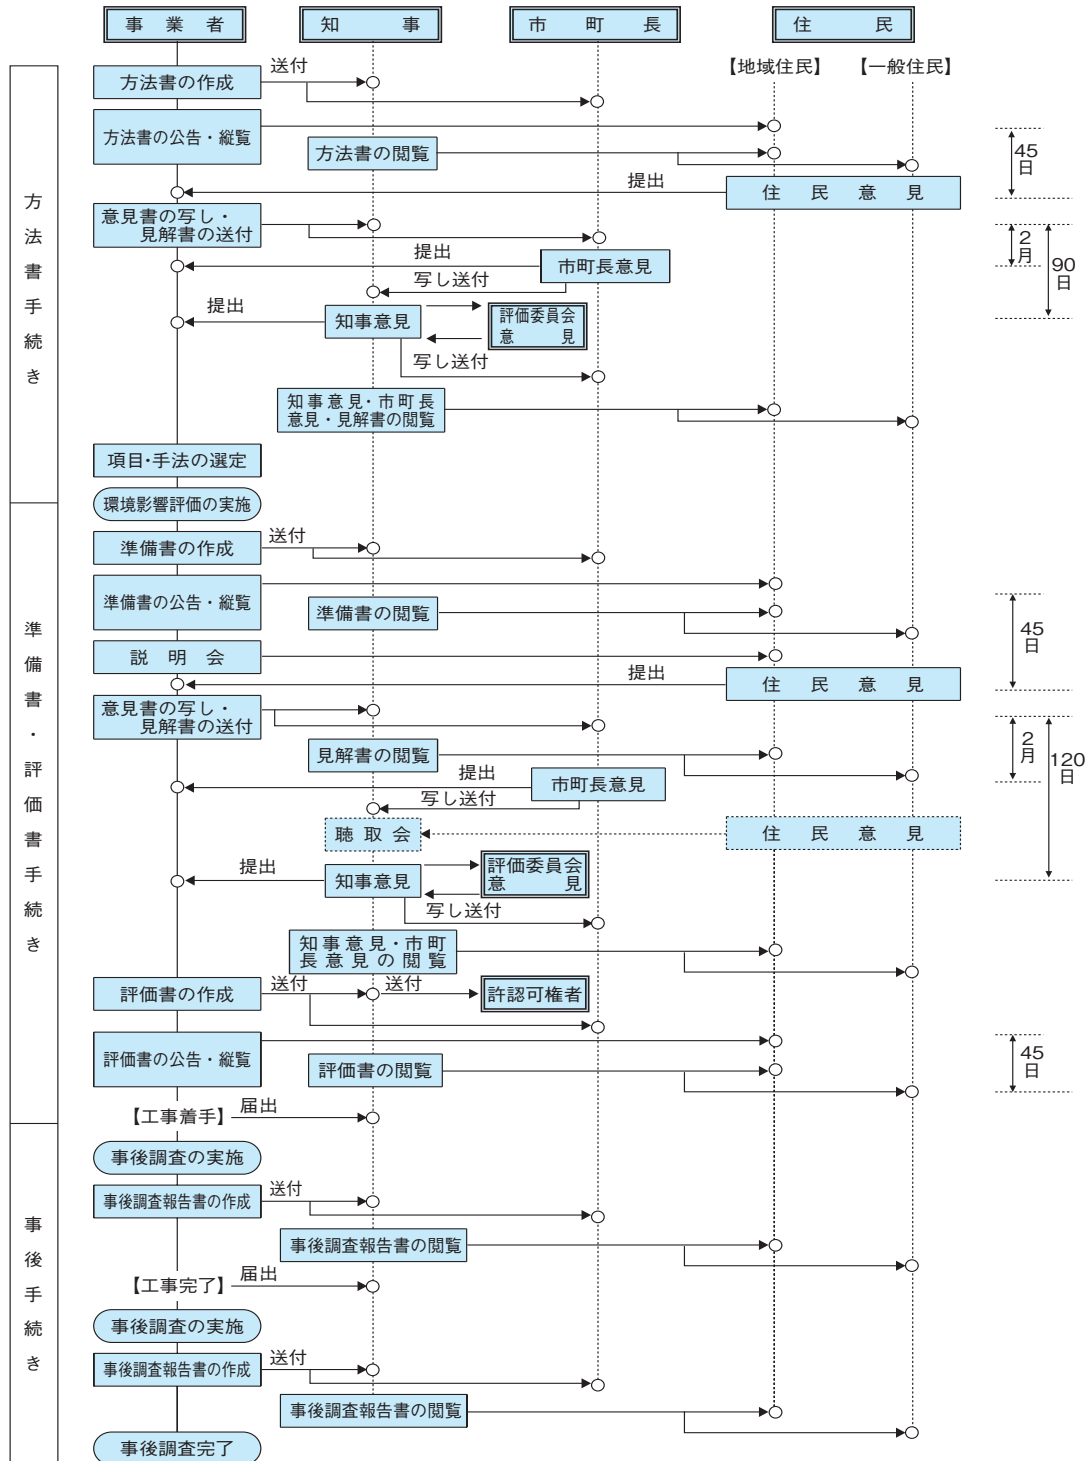 事業者
知事
市町長
住民
【地域住民】
【一般住民】
方法書手続き
方法書の作成
送付
方法書の公告・縦覧
方法書の閲覧
45日
提出
住民意見
意見書の写し・
見解書の送付
2月
90日
提出
市町長意見
写し送付
提出
知事意見
評価委員会
意見
写し送付
知事意見・市町長
意見・見解書の閲覧
項目・手法の選定
準備書・評価書手続き
環境影響評価の実施
準備書の作成
送付
準備書の公告・縦覧
準備書の閲覧
45日
説明会
提出
住民意見
意見書の写し・
見解書の送付
2月
120日
見解書の閲覧
提出
市町長意見
写し送付
聴取会
住民意見
提出
知事意見
評価委員会
意見
写し送付
知事意見・市町
長意見の閲覧
評価書の作成
送付
送付
許認可権者
評価書の公告・縦覧
評価書の閲覧
45日
【工事着手】
届出
事後手続き
事後調査の実施
事後調査報告書の作成
送付
事後調査報告書の閲覧
【工事完了】
届出
事後調査の実施
事後調査報告書の作成
送付
事後調査報告書の閲覧
事後調査完了